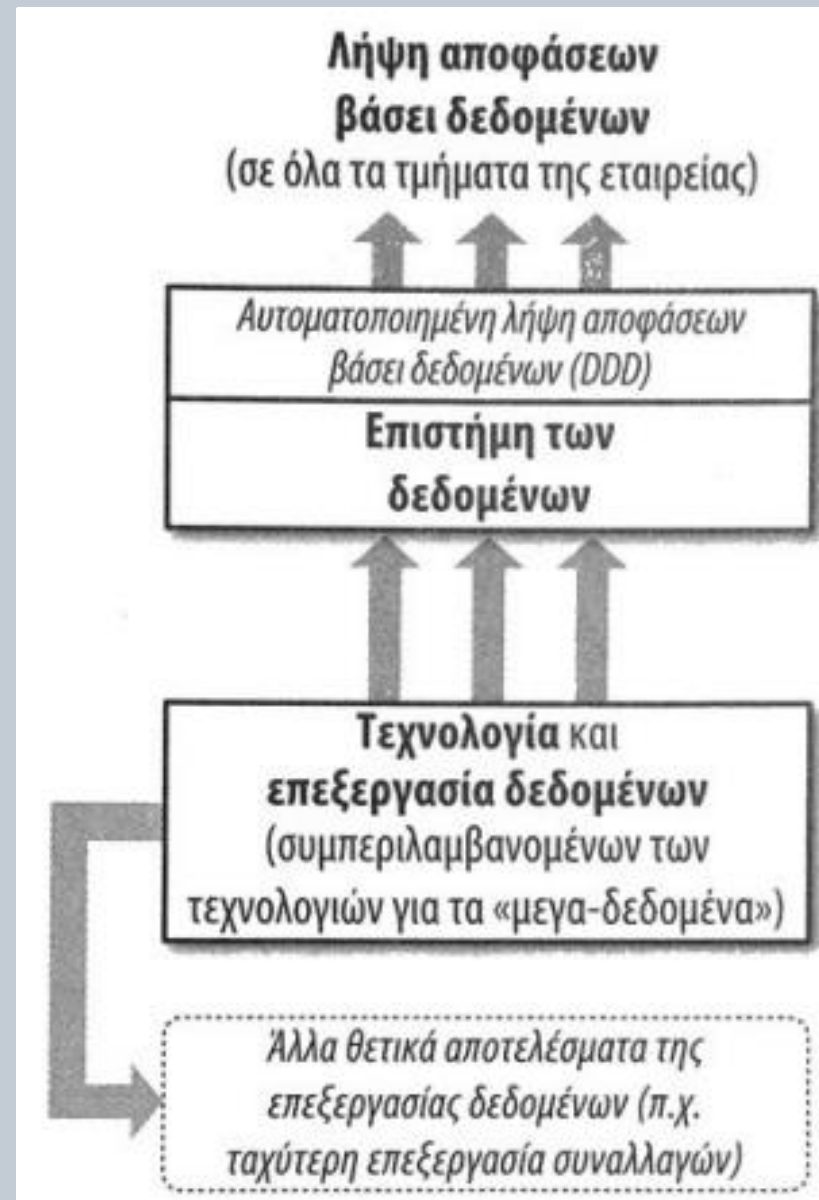 Λήψη αποφάσεων
βάσει δεδομένων
(σε όλα τα τμήματα της εταιρείας)
Αυτοματοποιημένη λήψη αποφάσεων
βάσει δεδομένων (DDD)
Επιστήμη των
δεδομένων
Τεχνολογία και
επεξεργασία δεδομένων
(συμπεριλαμβανομένων των
τεχνολογιών για τα «μεγα-δεδομένα»)
Άλλα θετικά αποτελέσματα της
επεξεργασίας δεδομένων (π.χ.
ταχύτερη επεξεργασία συναλλαγών)